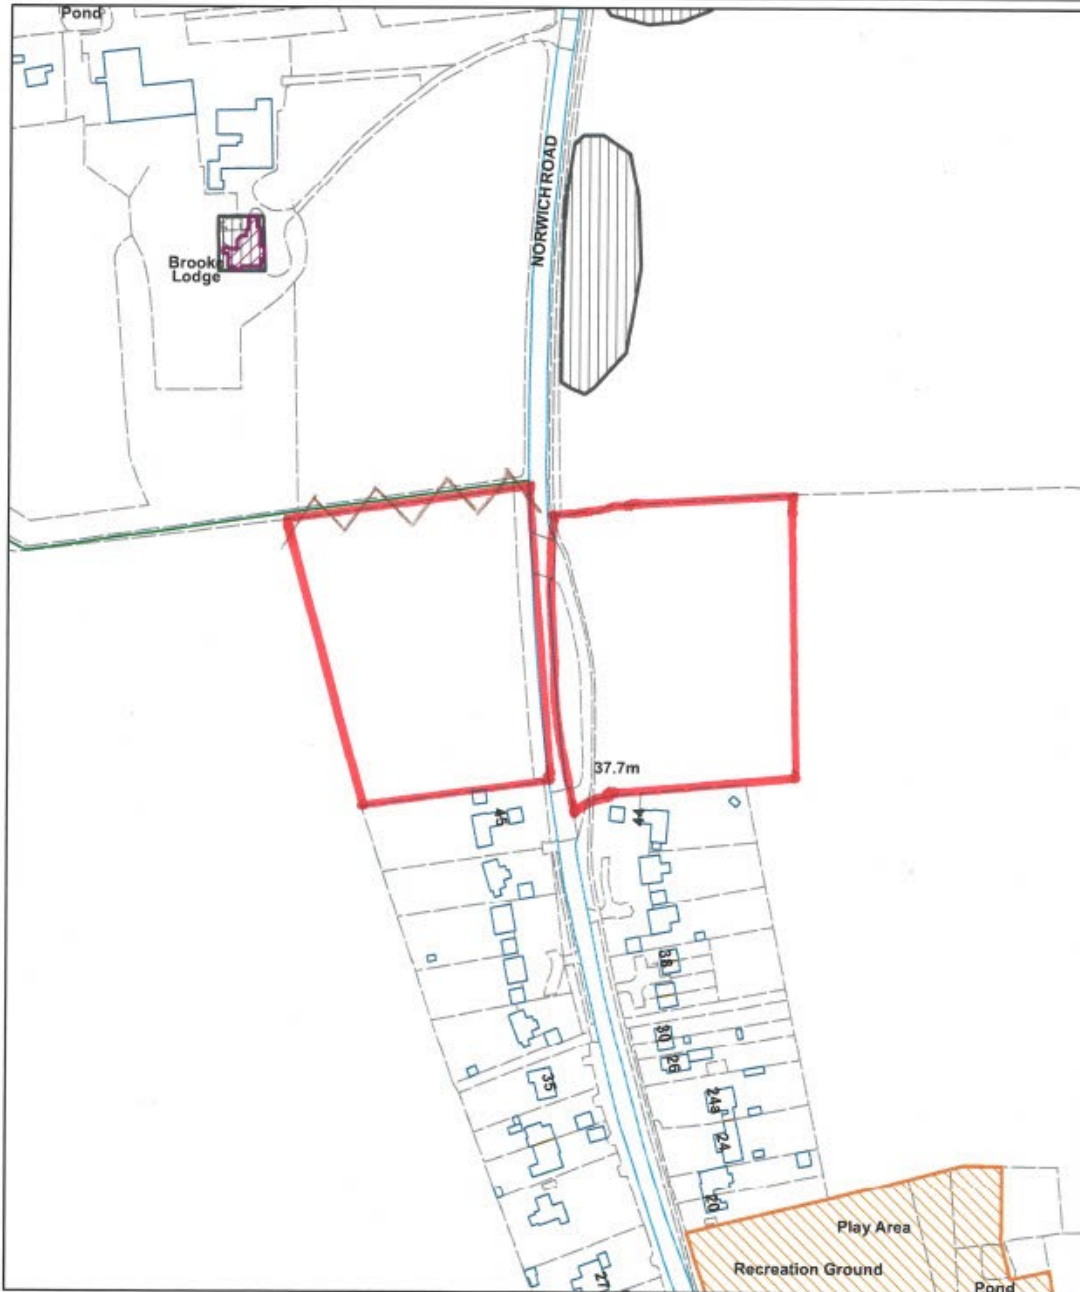 Pond
NORWICH ROAD
Brooke
Lodge
37.7m
45
44
38
30
26
35
24a
24
20
Play Area
Recreation Ground
27
Pond